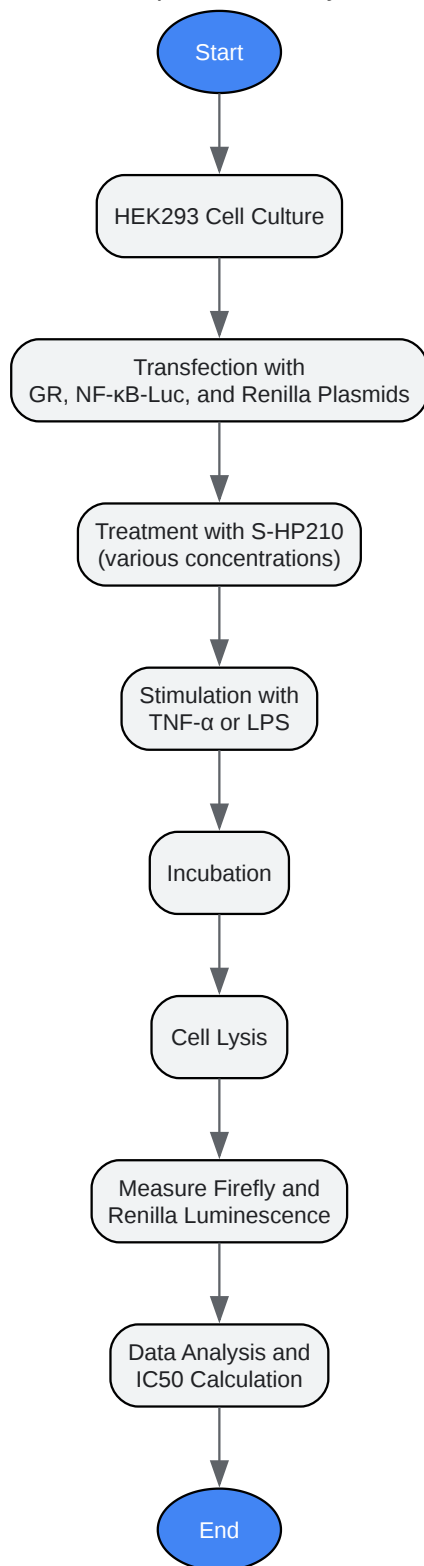 Start
HEK293 Cell Culture
Transfection with
GR, NF-κB-Luc, and Renilla Plasmids
Treatment with S-HP210
(various concentrations)
Stimulation with
TNF-α or LPS
Incubation
Cell Lysis
Measure Firefly and
Renilla Luminescence
Data Analysis and
IC50 Calculation
End